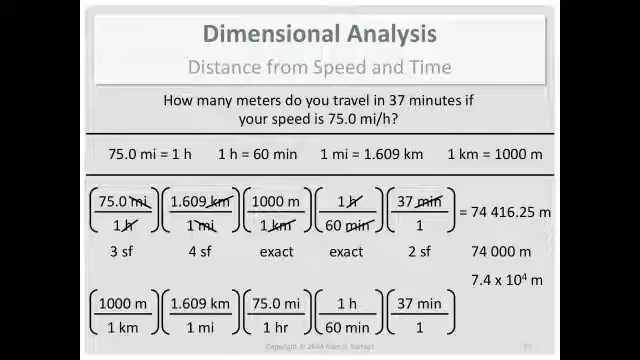 Dimensional Analysis
Distance from Speed and Time
How many meters do you travel in 37 minutes if
your speed is 75.0 mi/h?
75.0 mi = 1 h 1 h = 60 min 1 mi = 1.609 km 1 km = 1000 m
75.0 mi 1.609 km 1000 m 1 h 37 min
1 h 1 mi 1 km 60 min 1
= 74 416.25 m
3 sf 4 sf exact exact 2 sf 74 000 m
7.4 x 10⁴ m
1000 m 1.609 km 75.0 mi 1 h 37 min
1 km 1 mi 1 hr 60 min 1
Copyright ©